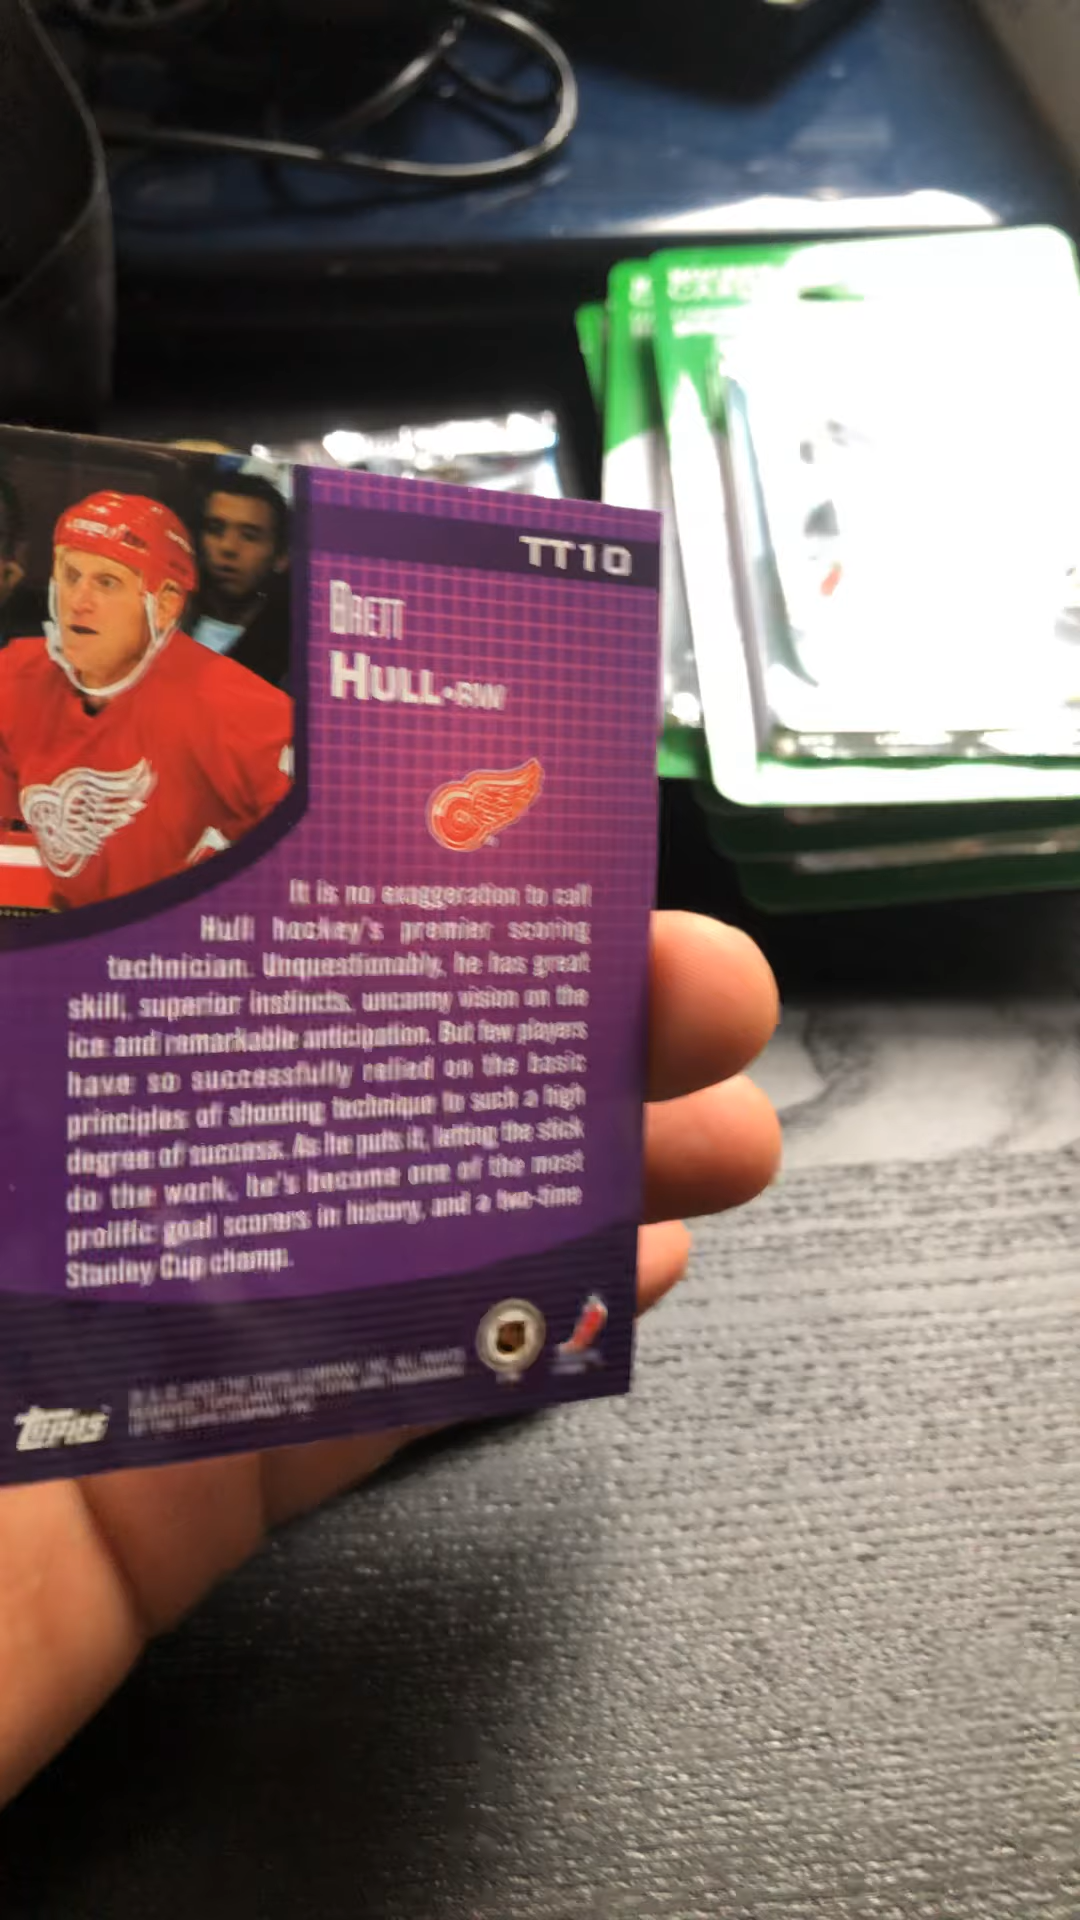 TT10
BRETT
HULL•RW
It is no exaggeration to call
Hull hockey's premier scoring
technician. Unquestionably, he has great
skill, superior instincts, uncanny vision on the
ice and remarkable anticipation. But few players
have so successfully relied on the basic
principles of shooting technique to such a high
degree of success. As he puts it, letting the stick
do the work, he's become one of the most
prolific goal scorers in history, and a two-time
Stanley Cup champ.
TOPPS